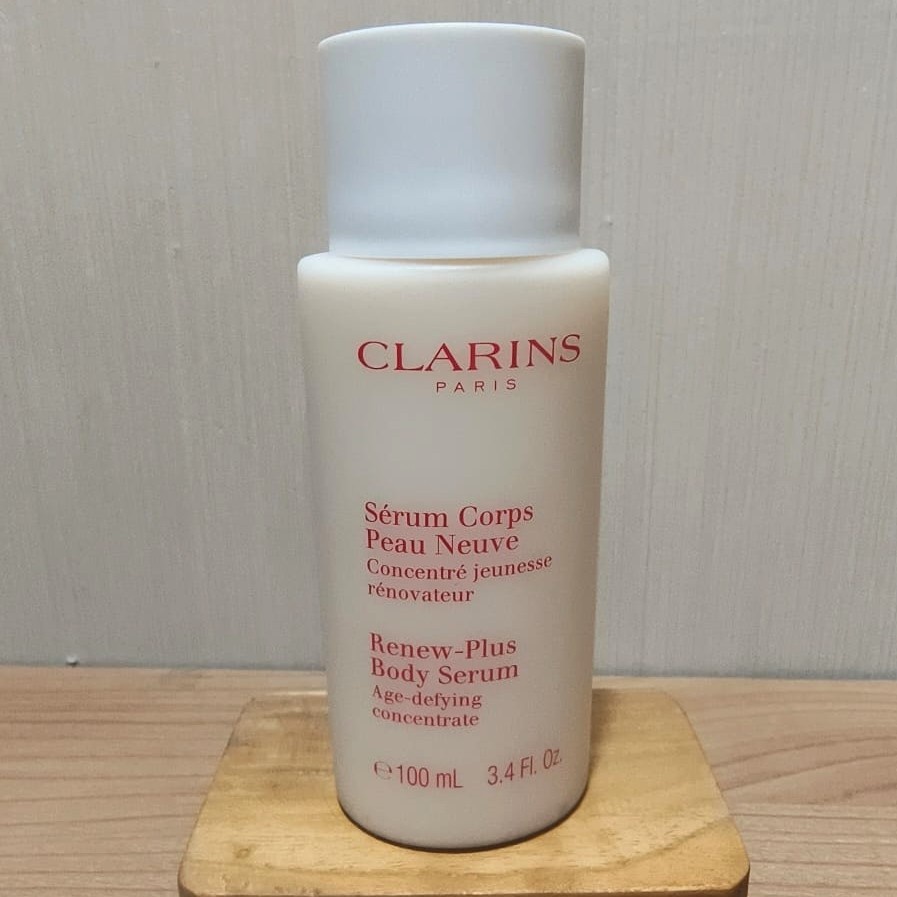 CLARINS
PARIS
Sérum Corps
Peau Neuve
Concentré jeunesse
rénovateur
Renew-Plus
Body Serum
Age-defying
concentrate
℮100 mL 3.4 Fl. Oz.